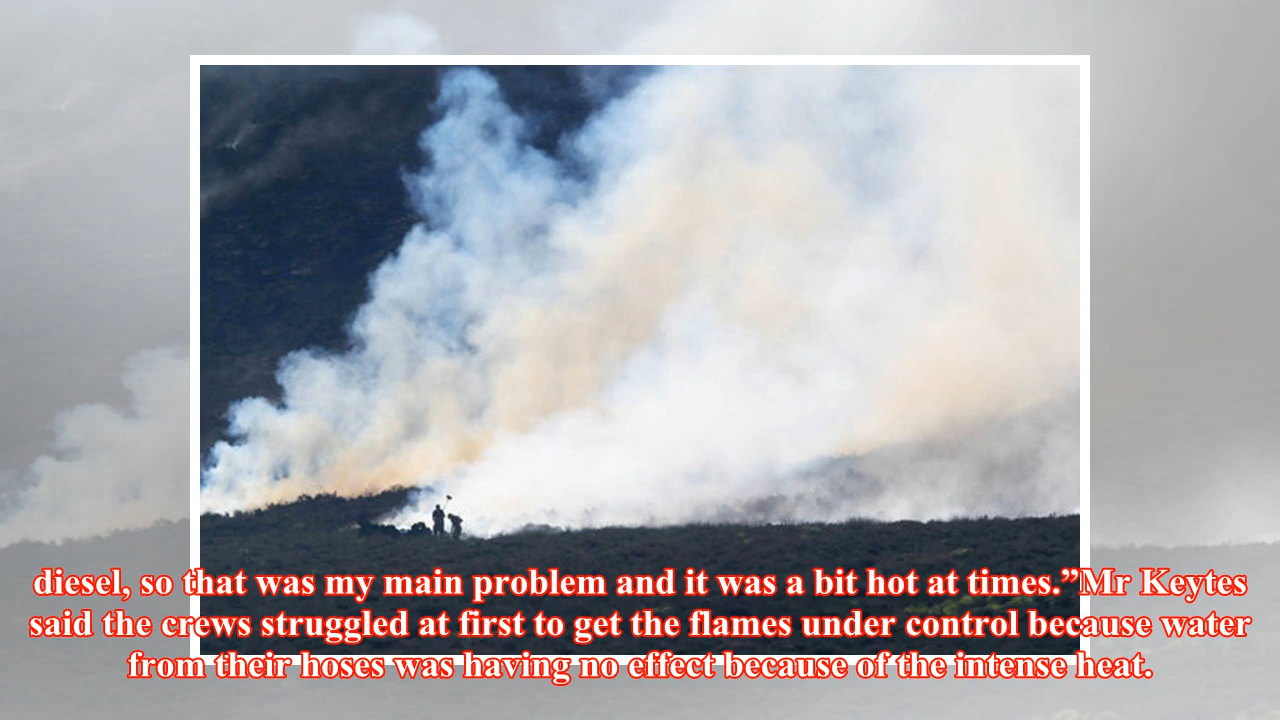 diesel, so that was my main problem and it was a bit hot at times.”Mr Keytes
said the crews struggled at first to get the flames under control because water
from their hoses was having no effect because of the intense heat.